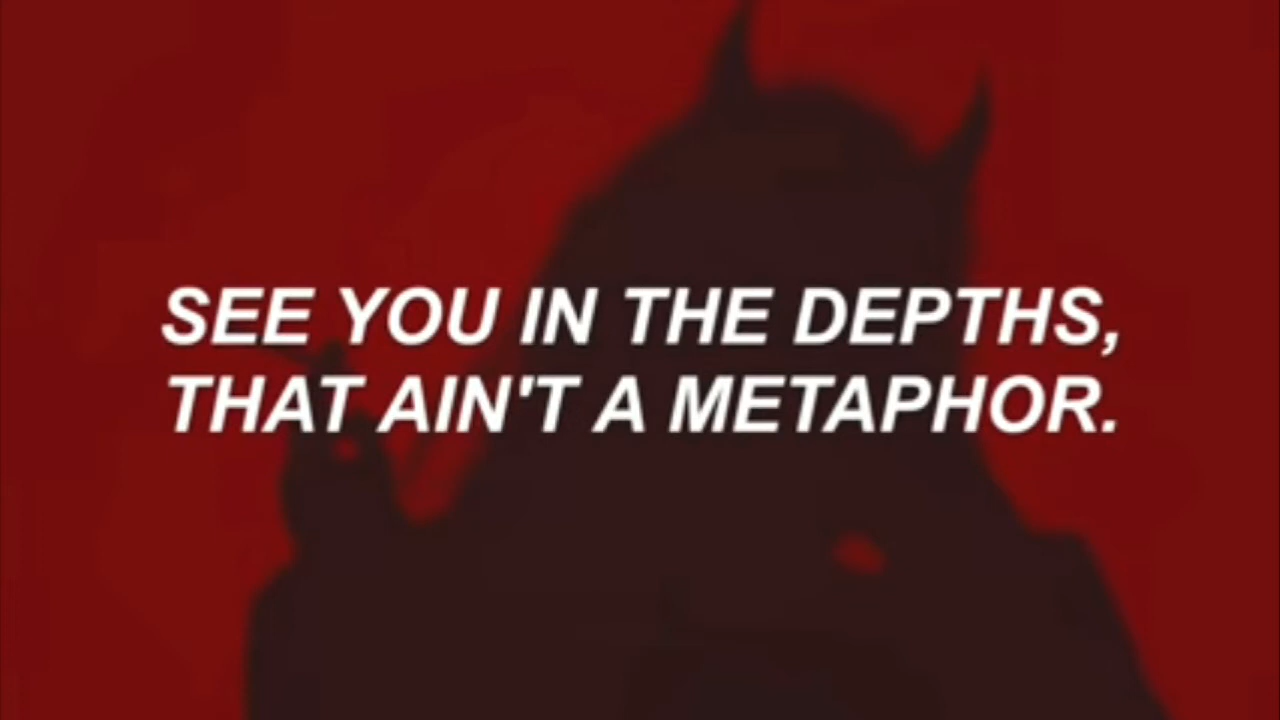 SEE YOU IN THE DEPTHS,
THAT AIN'T A METAPHOR.